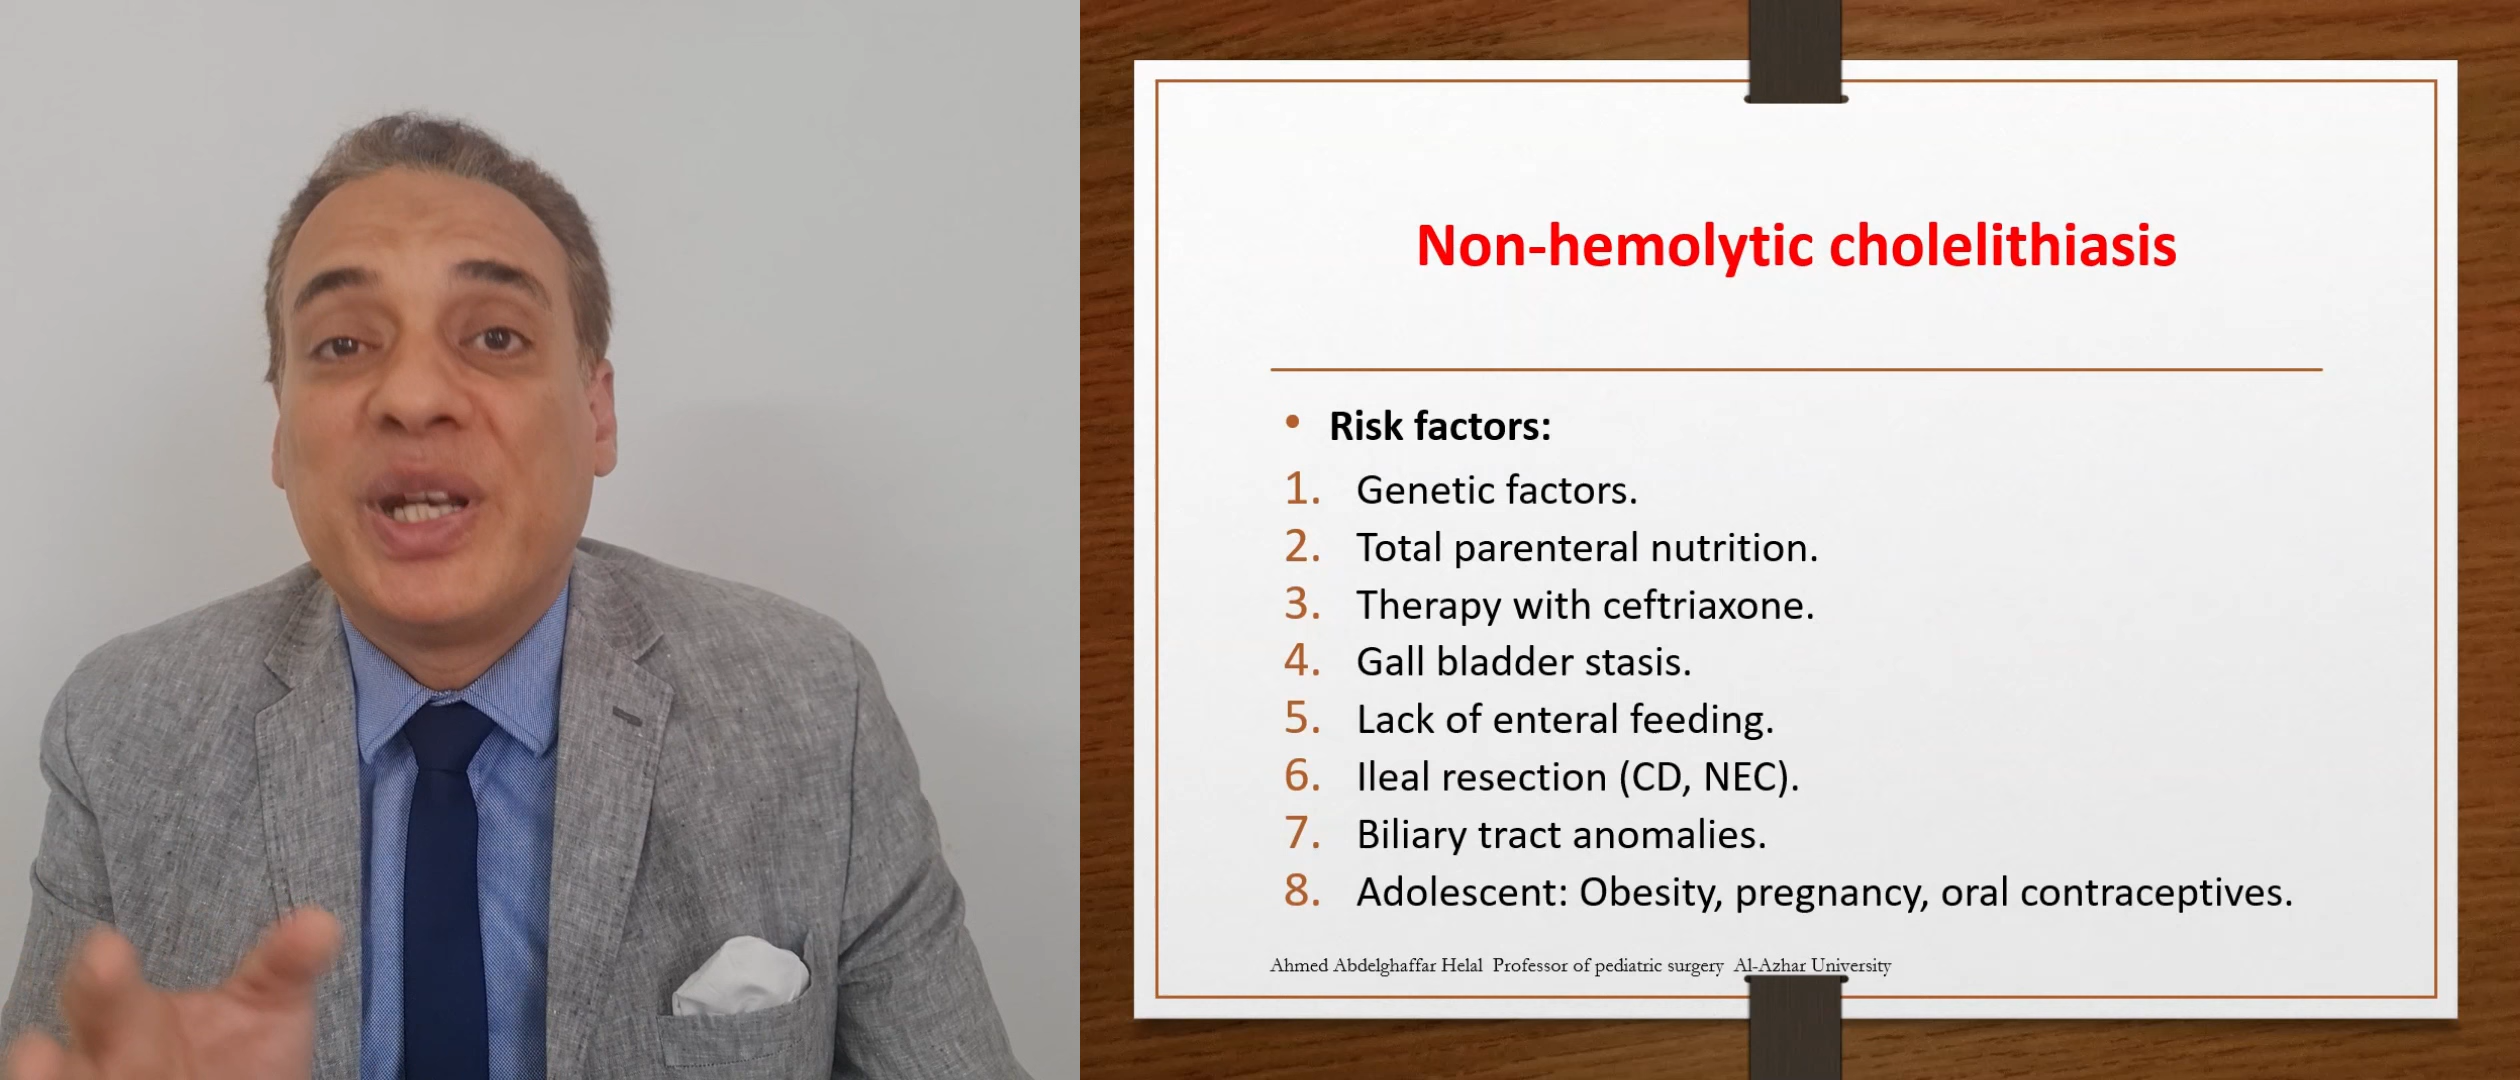 Non-hemolytic cholelithiasis
• Risk factors:
1. Genetic factors.
2. Total parenteral nutrition.
3. Therapy with ceftriaxone.
4. Gall bladder stasis.
5. Lack of enteral feeding.
6. Ileal resection (CD, NEC).
7. Biliary tract anomalies.
8. Adolescent: Obesity, pregnancy, oral contraceptives.
Ahmed Abdelghaffar Helal Professor of pediatric surgery Al-Azhar University